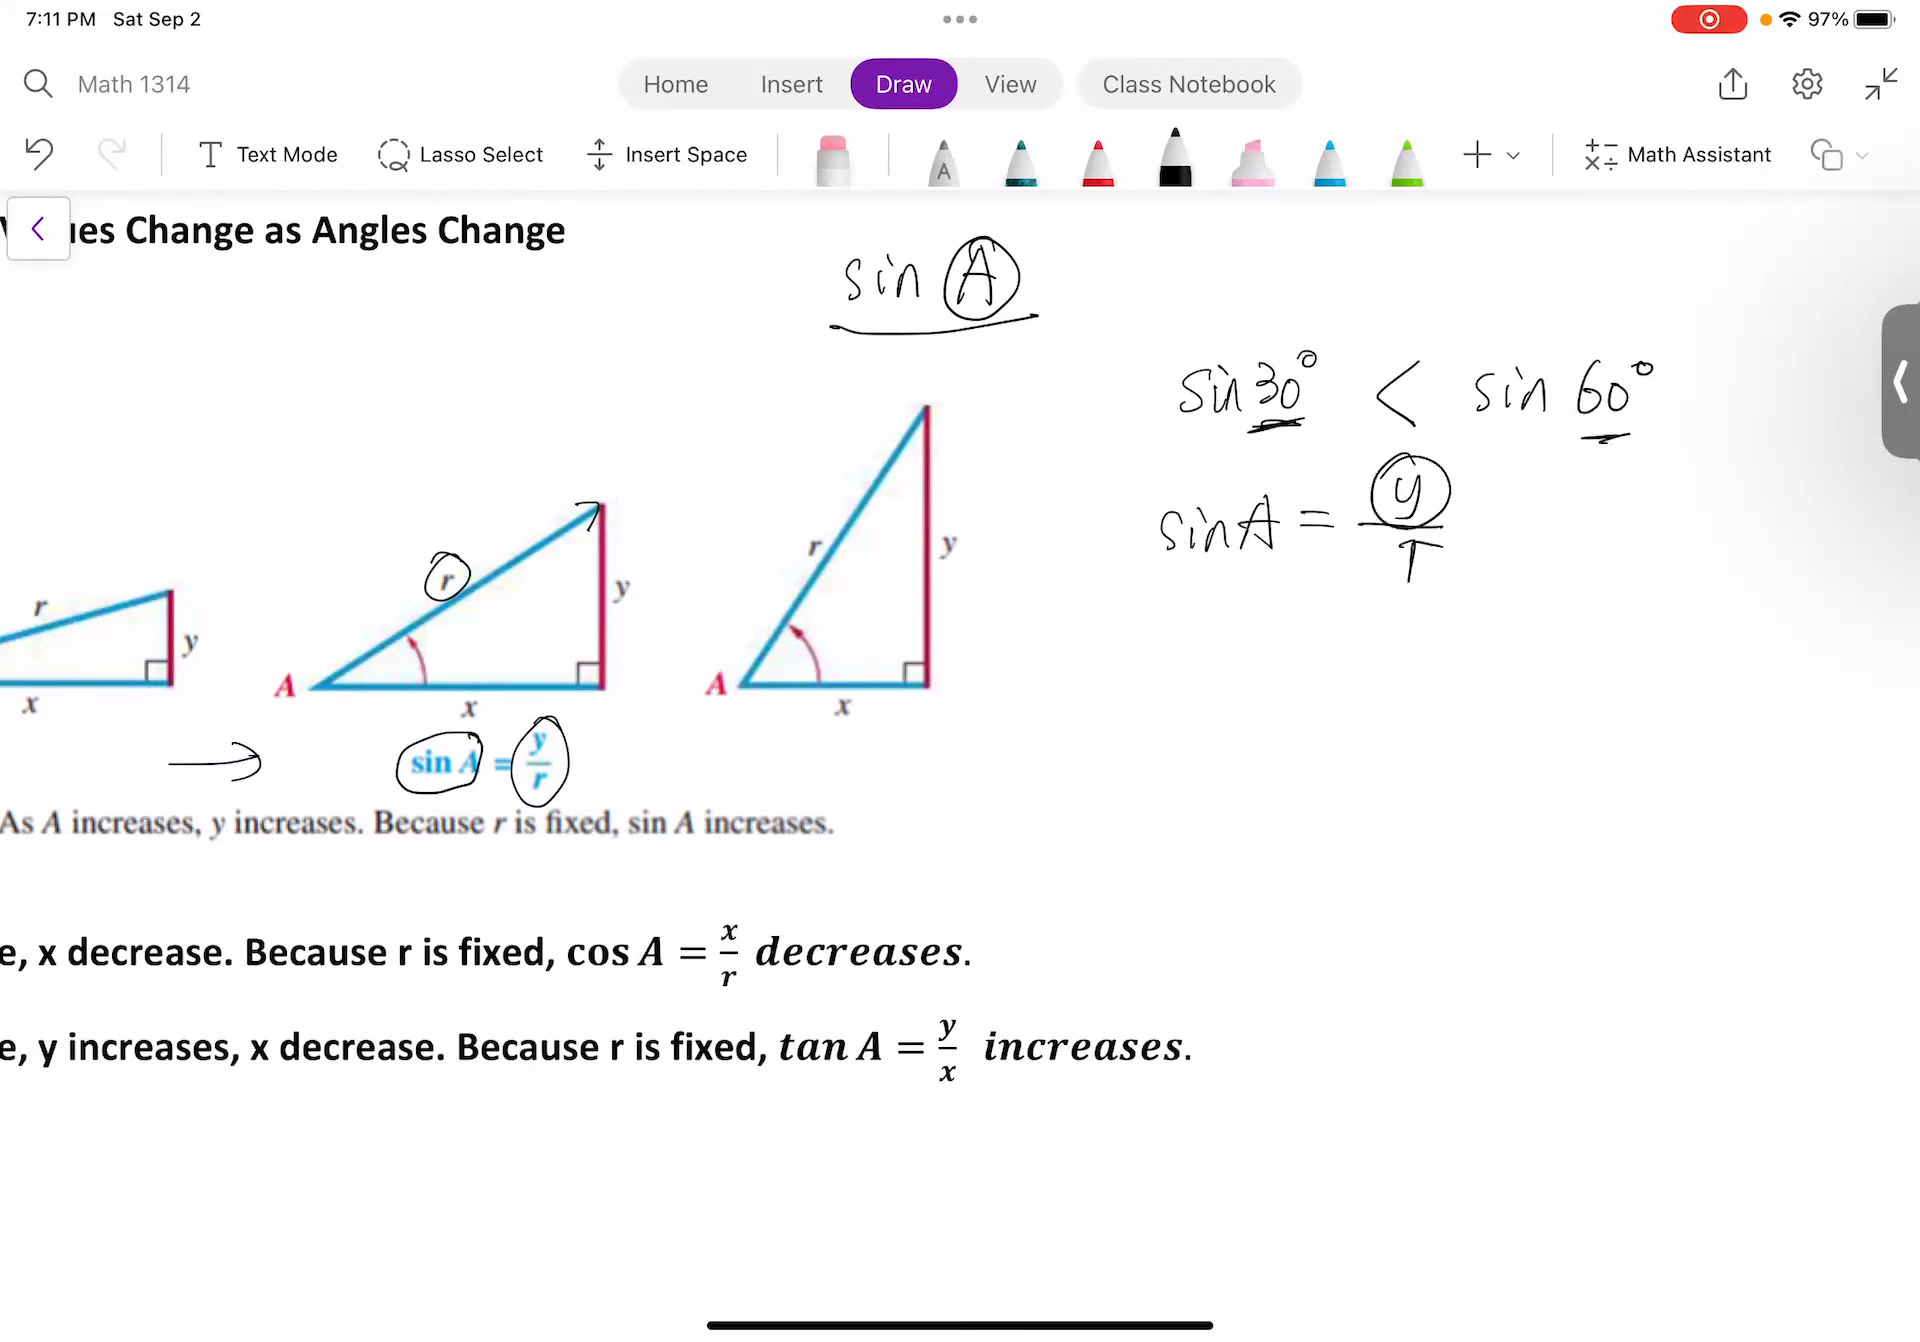 7:11 PM Sat Sep 2 97%
Math 1314 Home Insert Draw View Class Notebook
Text Mode Lasso Select Insert Space A Math Assistant
ues Change as Angles Change
sin A
sin 30° < sin 60°
sin A = y/r
r y x
A r y x
A r y x
sin A = y/r
As A increases, y increases. Because r is fixed, sin A increases.
e, x decrease. Because r is fixed, cos A = x/r decreases.
e, y increases, x decrease. Because r is fixed, tan A = y/x increases.